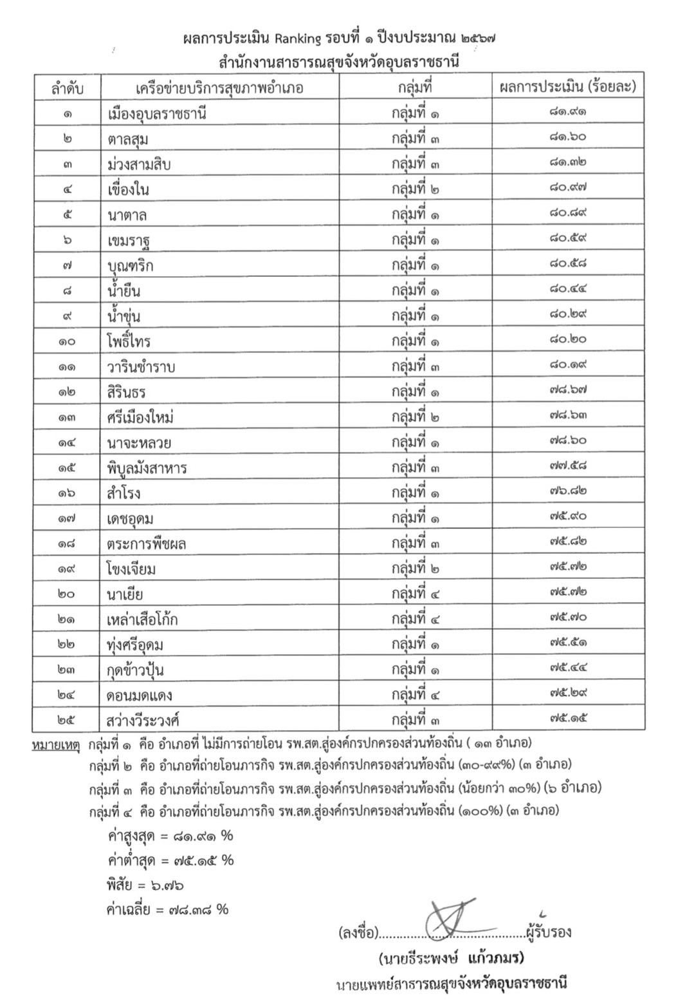 ผลการประเมิน Ranking รอบที่ ๑ ปีงบประมาณ ๒๕๖๗
สำนักงานสาธารณสุขจังหวัดอุบลราชธานี
ลำดับ เครือข่ายบริการสุขภาพอำเภอ กลุ่มที่ ผลการประเมิน (ร้อยละ)
๑ เมืองอุบลราชธานี กลุ่มที่ ๑ ๘๑.๙๑
๒ ตาลสุม กลุ่มที่ ๓ ๘๑.๖๐
๓ ม่วงสามสิบ กลุ่มที่ ๓ ๘๑.๓๒
๔ เขื่องใน กลุ่มที่ ๒ ๘๐.๙๗
๕ นาตาล กลุ่มที่ ๑ ๘๐.๘๙
๖ เขมราฐ กลุ่มที่ ๑ ๘๐.๕๙
๗ บุณฑริก กลุ่มที่ ๑ ๘๐.๕๘
๘ น้ำยืน กลุ่มที่ ๑ ๘๐.๔๔
๙ น้ำขุ่น กลุ่มที่ ๑ ๘๐.๒๙
๑๐ โพธิ์ไทร กลุ่มที่ ๑ ๘๐.๒๐
๑๑ วารินชำราบ กลุ่มที่ ๓ ๘๐.๑๙
๑๒ สิรินธร กลุ่มที่ ๑ ๗๘.๖๗
๑๓ ศรีเมืองใหม่ กลุ่มที่ ๒ ๗๘.๖๓
๑๔ นาจะหลวย กลุ่มที่ ๑ ๗๘.๖๐
๑๕ พิบูลมังสาหาร กลุ่มที่ ๓ ๗๗.๕๘
๑๖ สำโรง กลุ่มที่ ๑ ๗๖.๘๒
๑๗ เดชอุดม กลุ่มที่ ๑ ๗๕.๙๐
๑๘ ตระการพืชผล กลุ่มที่ ๓ ๗๕.๘๒
๑๙ โขงเจียม กลุ่มที่ ๒ ๗๕.๗๒
๒๐ นาเยีย กลุ่มที่ ๔ ๗๕.๗๒
๒๑ เหล่าเสือโก้ก กลุ่มที่ ๔ ๗๕.๗๐
๒๒ ทุ่งศรีอุดม กลุ่มที่ ๑ ๗๕.๕๑
๒๓ กุดข้าวปุ้น กลุ่มที่ ๑ ๗๕.๔๔
๒๔ ดอนมดแดง กลุ่มที่ ๔ ๗๕.๒๙
๒๕ สว่างวีระวงศ์ กลุ่มที่ ๓ ๗๕.๑๕
หมายเหตุ กลุ่มที่ ๑ คือ อำเภอที่ ไม่มีการถ่ายโอน รพ.สต.สู่องค์กรปกครองส่วนท้องถิ่น ( ๑๓ อำเภอ)
กลุ่มที่ ๒ คือ อำเภอที่ถ่ายโอนภารกิจ รพ.สต.สู่องค์กรปกครองส่วนท้องถิ่น (๓๐-๙๙%) (๓ อำเภอ)
กลุ่มที่ ๓ คือ อำเภอที่ถ่ายโอนภารกิจ รพ.สต.สู่องค์กรปกครองส่วนท้องถิ่น (น้อยกว่า ๓๐%) (๖ อำเภอ)
กลุ่มที่ ๔ คือ อำเภอที่ถ่ายโอนภารกิจ รพ.สต.สู่องค์กรปกครองส่วนท้องถิ่น (๑๐๐%) (๓ อำเภอ)
ค่าสูงสุด = ๘๑.๙๑ %
ค่าต่ำสุด = ๗๕.๑๕ %
พิสัย = ๖.๗๖
ค่าเฉลี่ย = ๗๘.๓๘ %
(ลงชื่อ)..........................................ผู้รับรอง
(นายธีระพงษ์ แก้วภมร)
นายแพทย์สาธารณสุขจังหวัดอุบลราชธานี